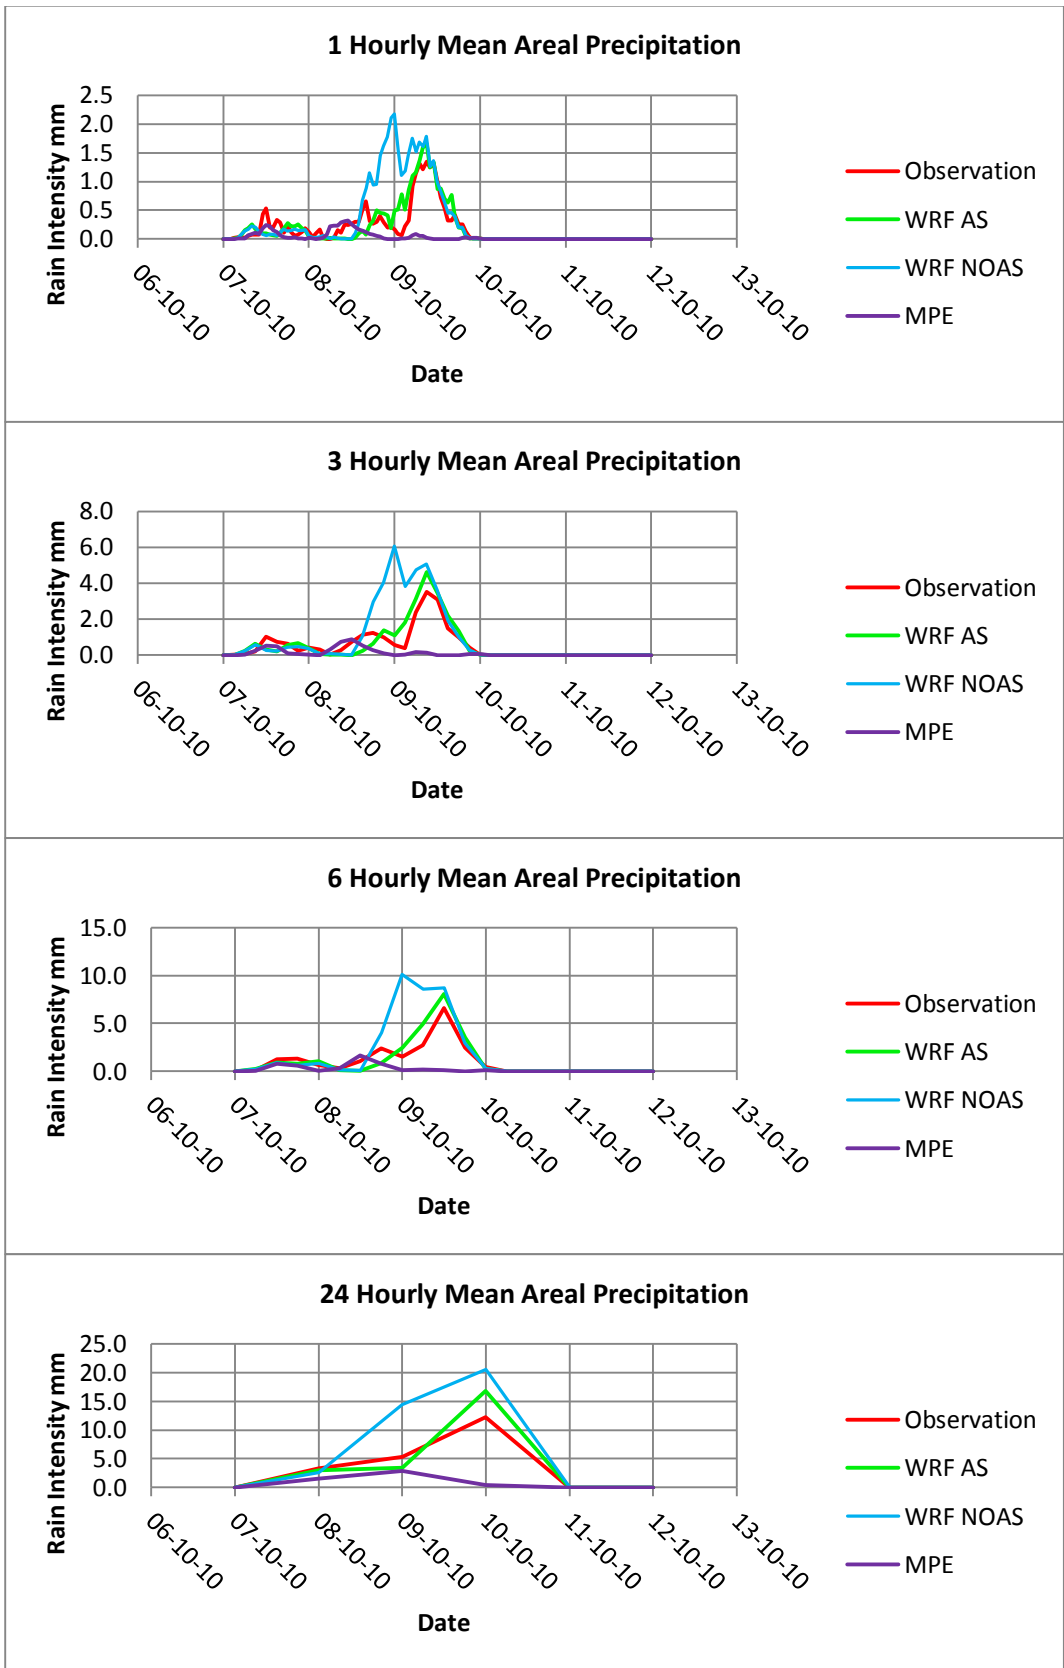 1 Hourly Mean Areal Precipitation
Rain Intensity mm
2.5
2.0
1.5
1.0
0.5
0.0
06-10-10
07-10-10
08-10-10
09-10-10
10-10-10
11-10-10
12-10-10
13-10-10
Date
Observation
WRF AS
WRF NOAS
MPE
3 Hourly Mean Areal Precipitation
Rain Intensity mm
8.0
6.0
4.0
2.0
0.0
06-10-10
07-10-10
08-10-10
09-10-10
10-10-10
11-10-10
12-10-10
13-10-10
Date
Observation
WRF AS
WRF NOAS
MPE
6 Hourly Mean Areal Precipitation
Rain Intensity mm
15.0
10.0
5.0
0.0
06-10-10
07-10-10
08-10-10
09-10-10
10-10-10
11-10-10
12-10-10
13-10-10
Date
Observation
WRF AS
WRF NOAS
MPE
24 Hourly Mean Areal Precipitation
Rain Intensity mm
25.0
20.0
15.0
10.0
5.0
0.0
06-10-10
07-10-10
08-10-10
09-10-10
10-10-10
11-10-10
12-10-10
13-10-10
Date
Observation
WRF AS
WRF NOAS
MPE